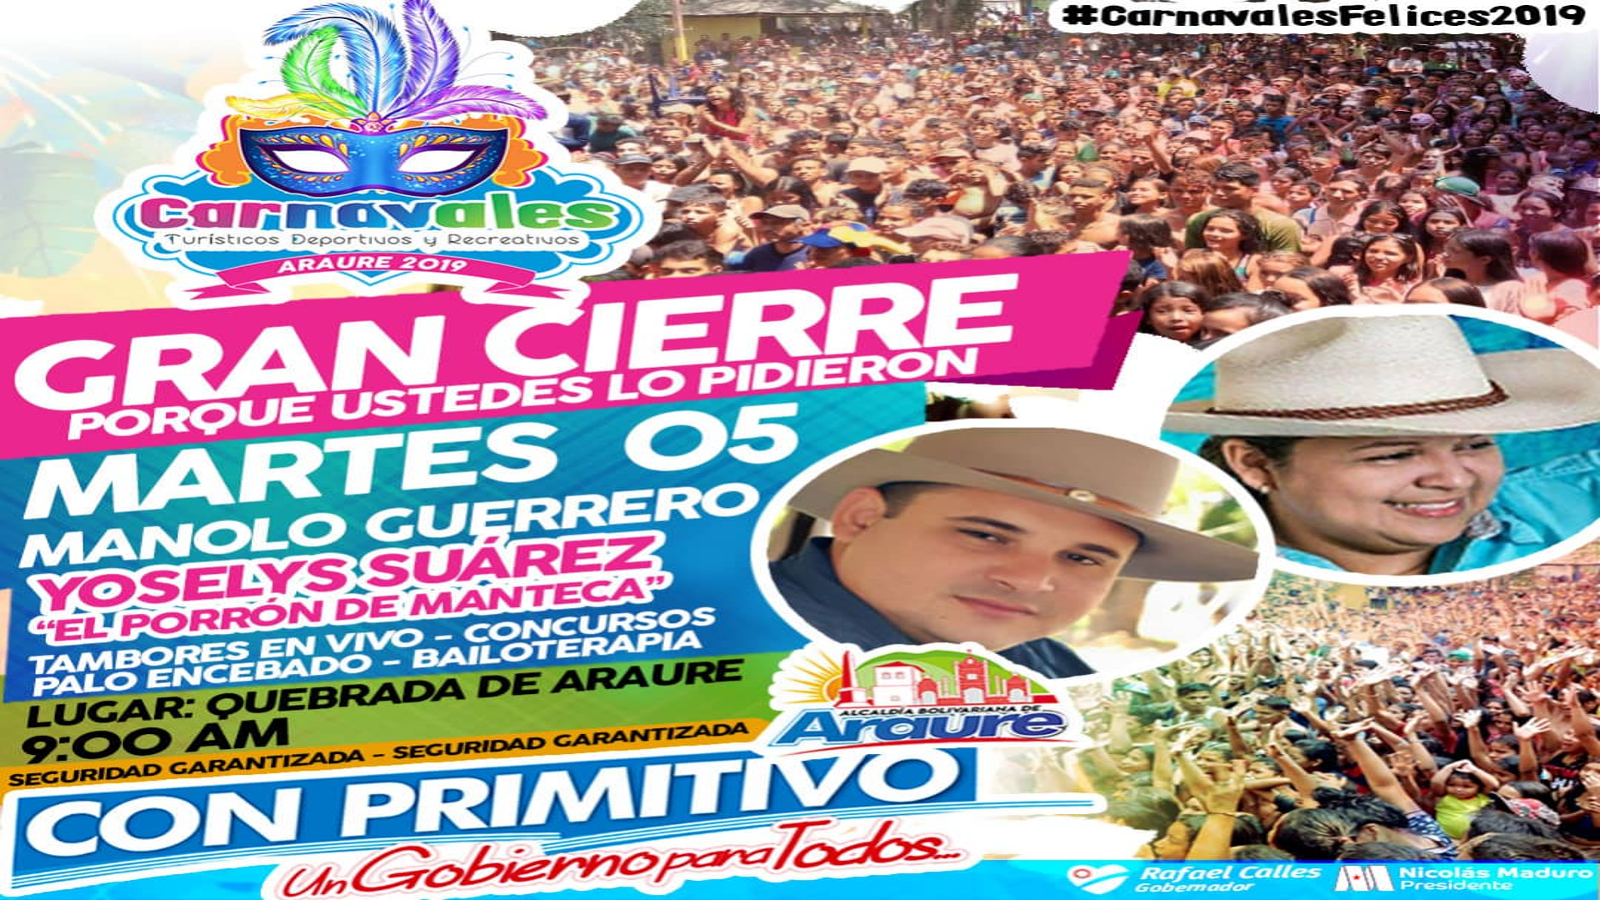 #CarnavalesFelices2019
Carnavales
Turísticos Deportivos y Recreativos
ARAURE 2019
GRAN CIERRE
PORQUE USTEDES LO PIDIERON
MARTES 05
MANOLO GUERRERO
YOSELYS SUÁREZ
“EL PORRÓN DE MANTECA”
TAMBORES EN VIVO - CONCURSOS
PALO ENCEBADO - BAILOTERAPIA
LUGAR: QUEBRADA DE ARAURE
9:00 AM
SEGURIDAD GARANTIZADA - SEGURIDAD GARANTIZADA
ALCALDÍA BOLIVARIANA DE
Araure
CON PRIMITIVO
Un Gobierno para Todos...
Rafael Calles
Gobernador
Nicolás Maduro
Presidente